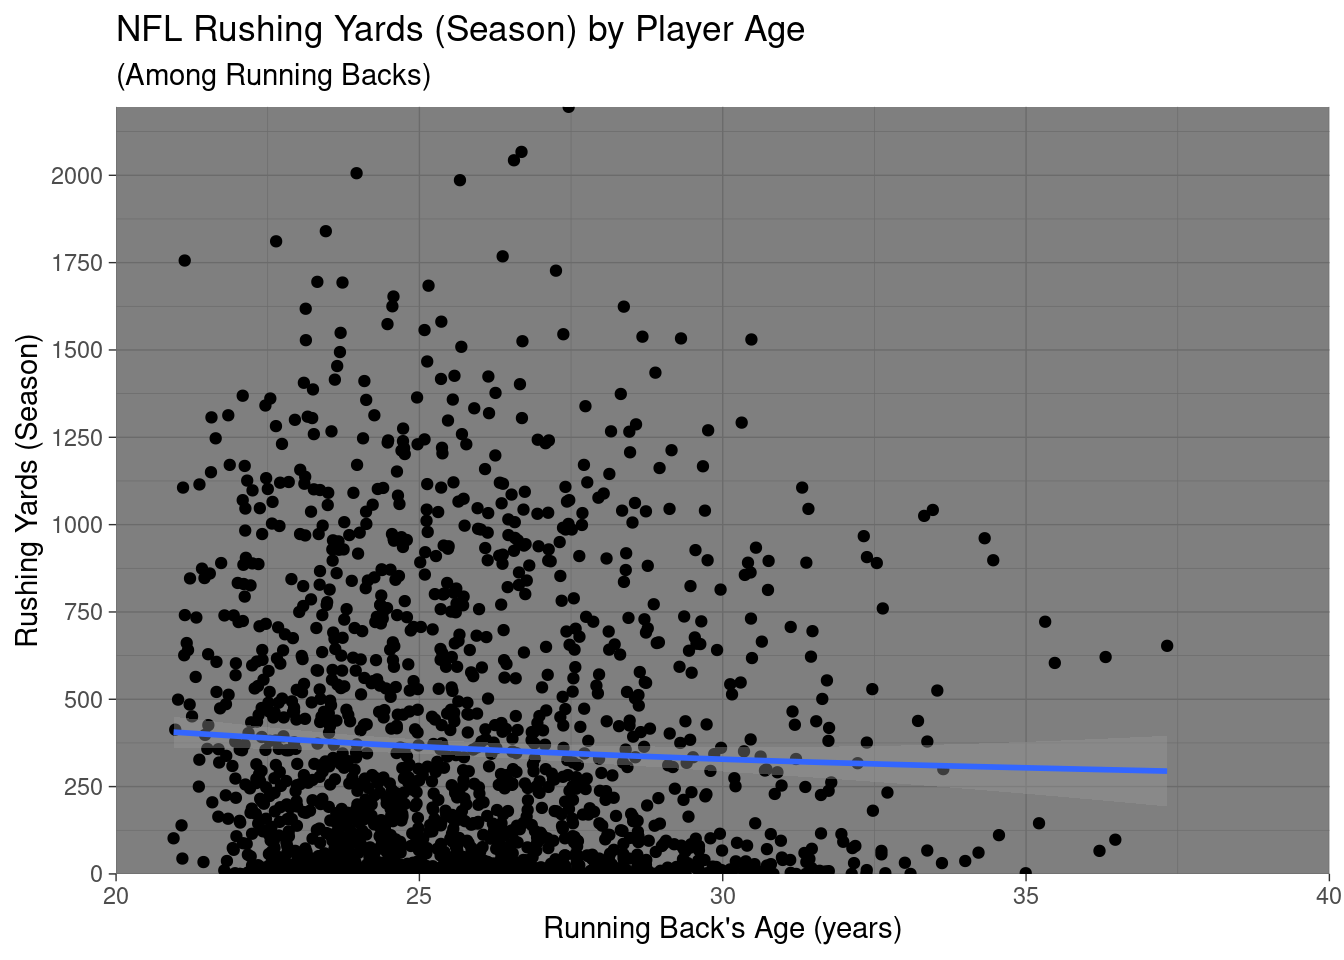 NFL Rushing Yards (Season) by Player Age
(Among Running Backs)
Rushing Yards (Season)
2000
1750
1500
1250
1000
750
500
250
0
20 25 30 35 40
Running Back's Age (years)